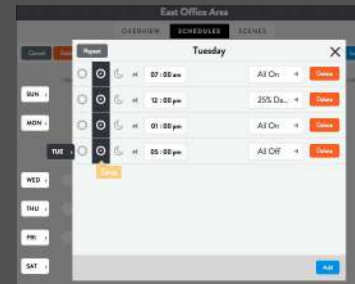 East Office Area
OVERVIEW SCHEDULES SCENES
Cancel
Repeat Tuesday
at 07:00 am All On Delete
SUN at 12:00 pm 25% Da... Delete
MON at 01:00 pm All On Delete
TUE at 05:00 pm All Off Delete
Time
WED
THU
FRI
SAT Add